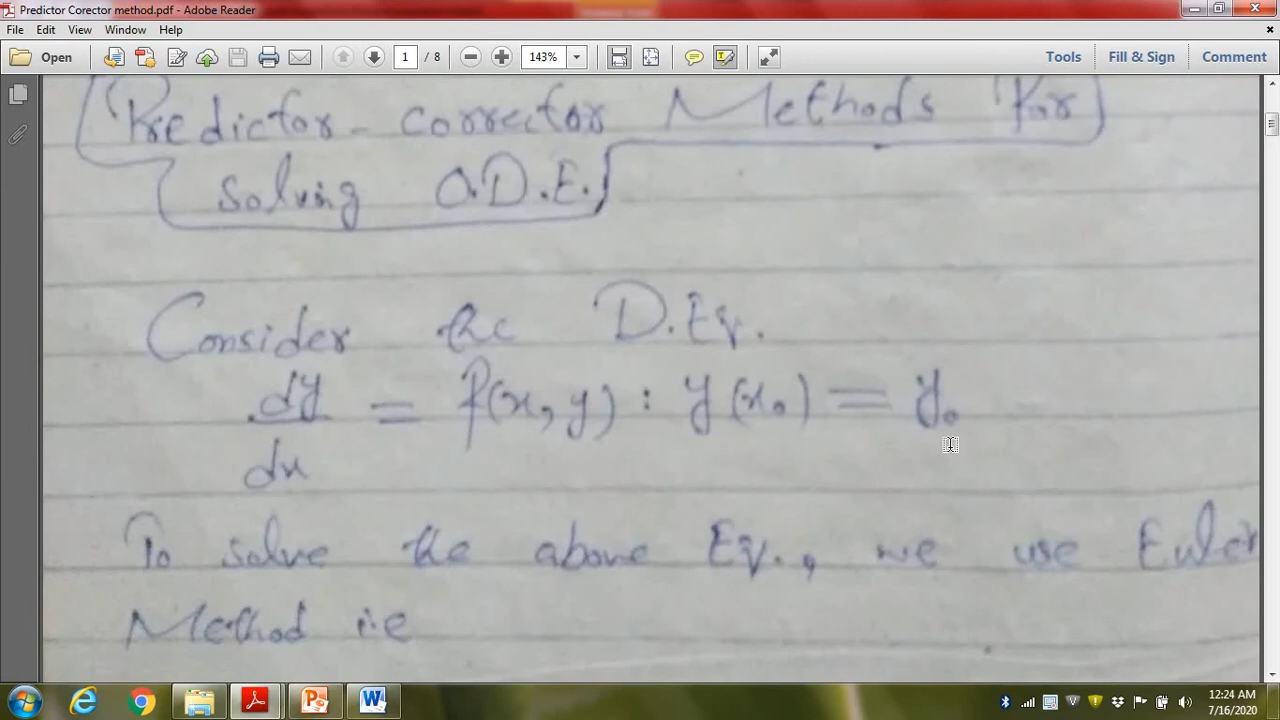 Predictor Corector method.pdf - Adobe Reader
File Edit View Window Help
Open 1 / 8 143% Tools Fill & Sign Comment
Predictor-corrector Methods For
Solving O.D.E.
Consider the D.Eq.
dy/dx = f(x,y) : y(x₀) = y₀
To solve the above Eq., we use Euler
Method i.e
12:24 AM
7/16/2020